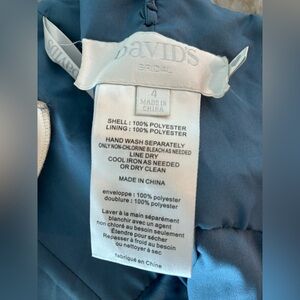 DAVID'S
BRIDAL
4
MADE IN
CHINA
SHELL : 100% POLYESTER
LINING : 100% POLYESTER
HAND WASH SEPARATELY
ONLY NON-CHLORINE BLEACH AS NEEDED
LINE DRY
COOL IRON AS NEEDED
OR DRY CLEAN
MADE IN CHINA
enveloppe : 100% polyester
doublure : 100% polyester
Laver à la main séparément
blanchir avec un agent
non chloré au besoin seulement
Étendre pour sécher
Repasser à froid au besoin
ou nettoyer à sec
fabriqué en Chine